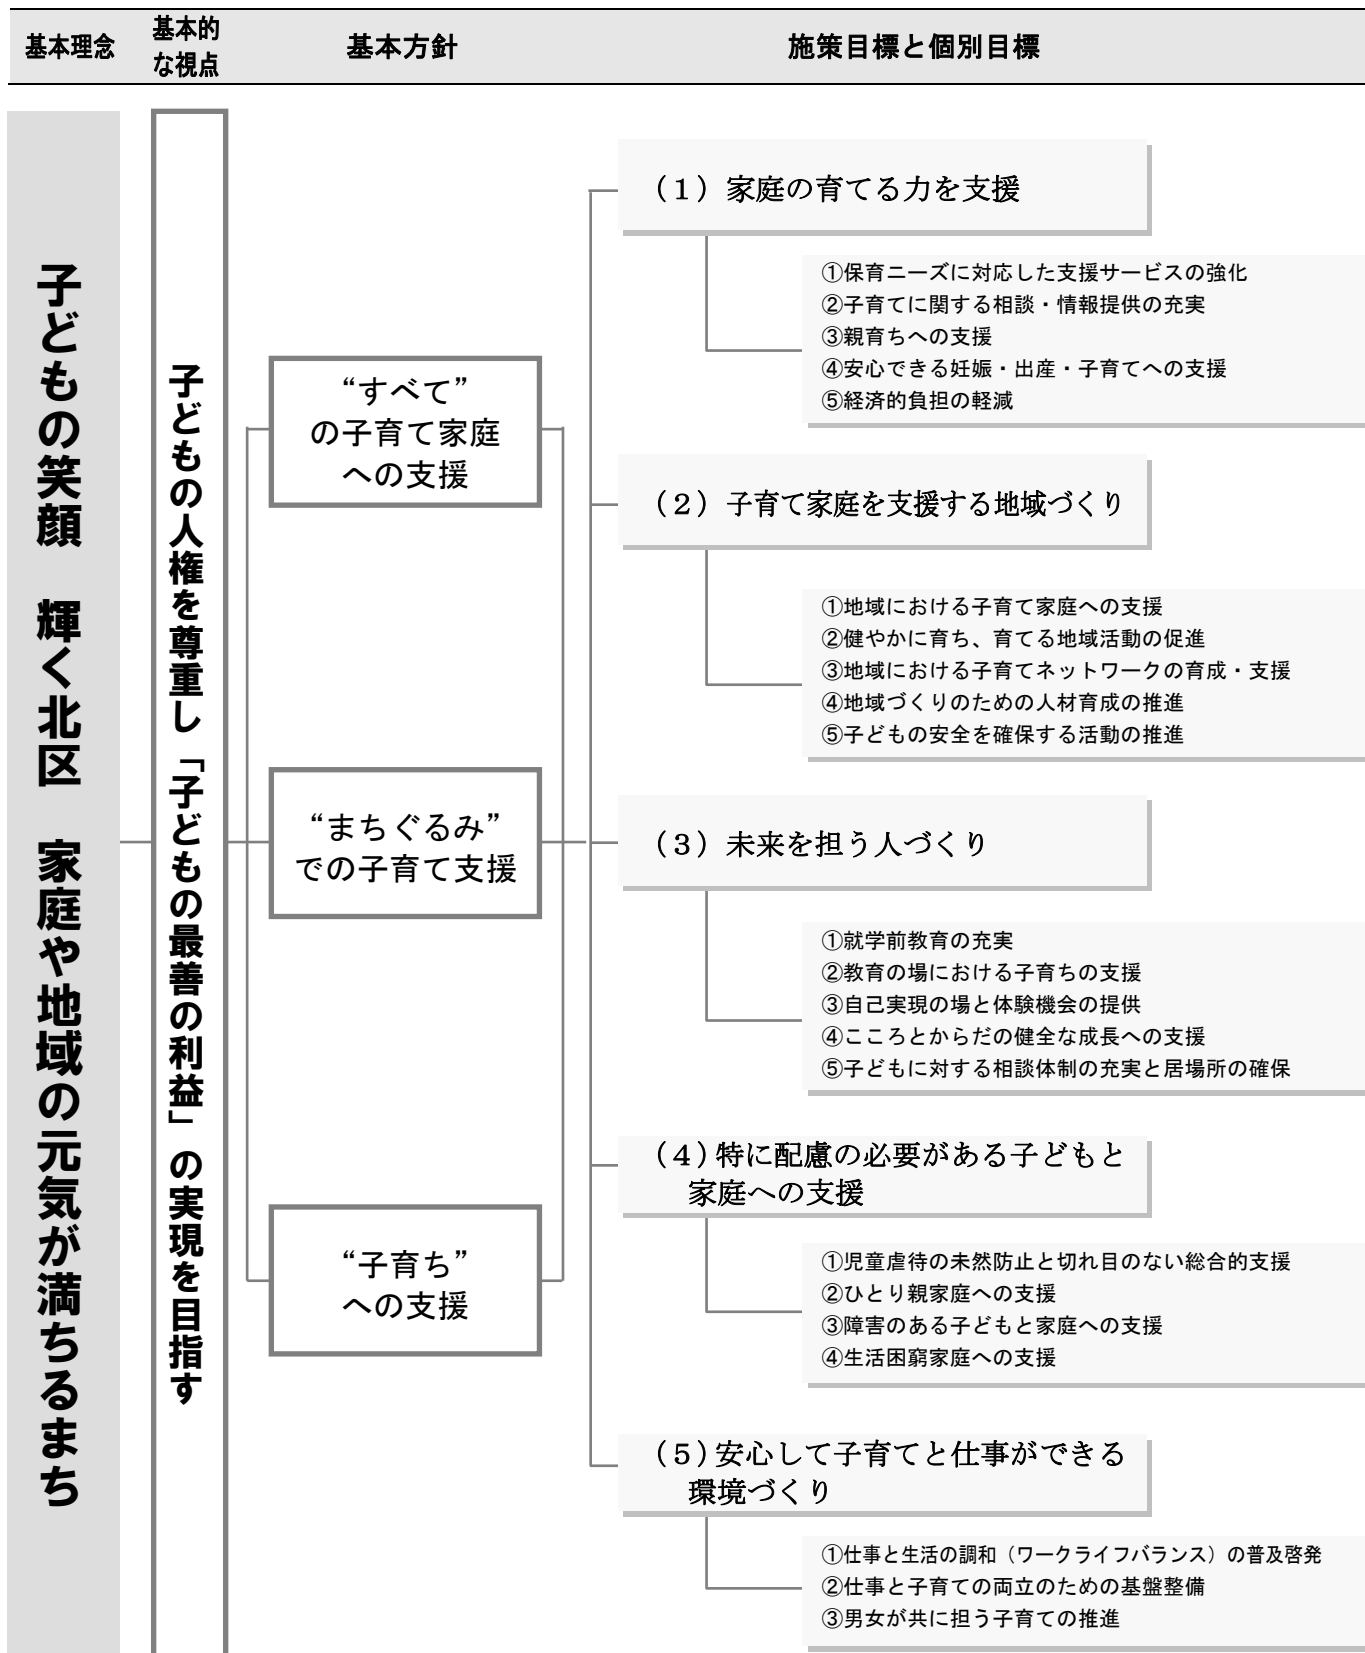 基本理念
基本的
な視点
基本方針
施策目標と個別目標
子どもの笑顔 輝く北区 家庭や地域の元気が満ちるまち
子どもの人権を尊重し「子どもの最善の利益」の実現を目指す
“すべて”
の子育て家庭
への支援
“まちぐるみ”
での子育て支援
“子育ち”
への支援
（１）家庭の育てる力を支援
①保育ニーズに対応した支援サービスの強化
②子育てに関する相談・情報提供の充実
③親育ちへの支援
④安心できる妊娠・出産・子育てへの支援
⑤経済的負担の軽減
（２）子育て家庭を支援する地域づくり
①地域における子育て家庭への支援
②健やかに育ち、育てる地域活動の促進
③地域における子育てネットワークの育成・支援
④地域づくりのための人材育成の推進
⑤子どもの安全を確保する活動の推進
（３）未来を担う人づくり
①就学前教育の充実
②教育の場における子育ちの支援
③自己実現の場と体験機会の提供
④こころとからだの健全な成長への支援
⑤子どもに対する相談体制の充実と居場所の確保
（４）特に配慮の必要がある子どもと
家庭への支援
①児童虐待の未然防止と切れ目のない総合的支援
②ひとり親家庭への支援
③障害のある子どもと家庭への支援
④生活困窮家庭への支援
（５）安心して子育てと仕事ができる
環境づくり
①仕事と生活の調和（ワークライフバランス）の普及啓発
②仕事と子育ての両立のための基盤整備
③男女が共に担う子育ての推進